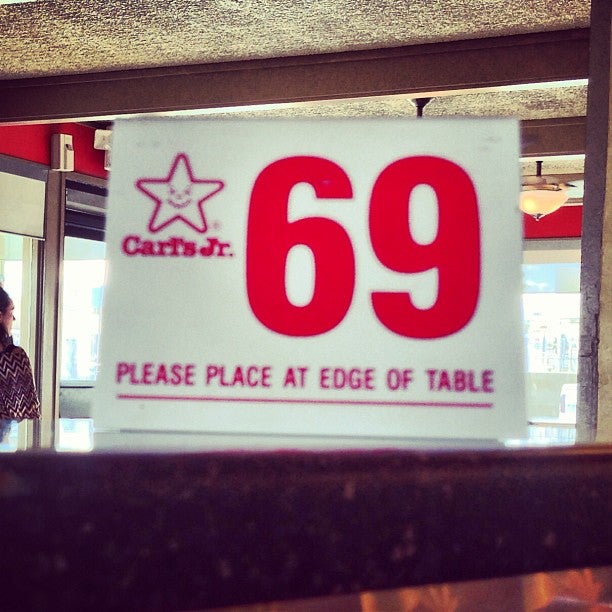 Carl's Jr.
69
PLEASE PLACE AT EDGE OF TABLE